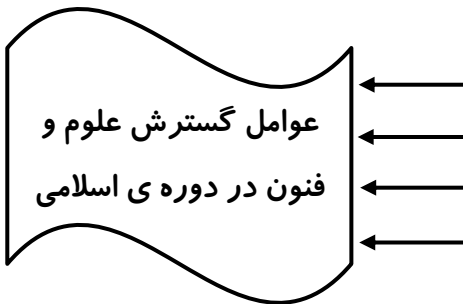 عوامل گسترش علوم و
فنون در دوره ی اسلامی